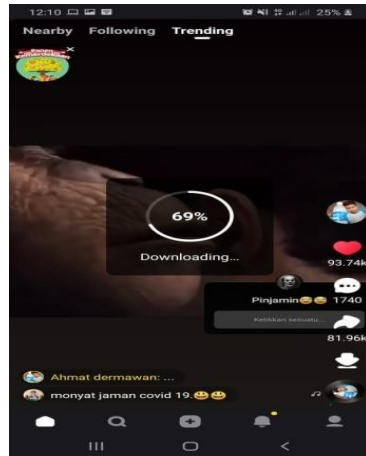 12:10
25%
Nearby Following Trending
69%
Downloading...
93.74k
Pinjamin😂😂 1740
Ketikkan sesuatu...
81.96k
Ahmat dermawan: ...
monyat jaman covid 19.😃😃